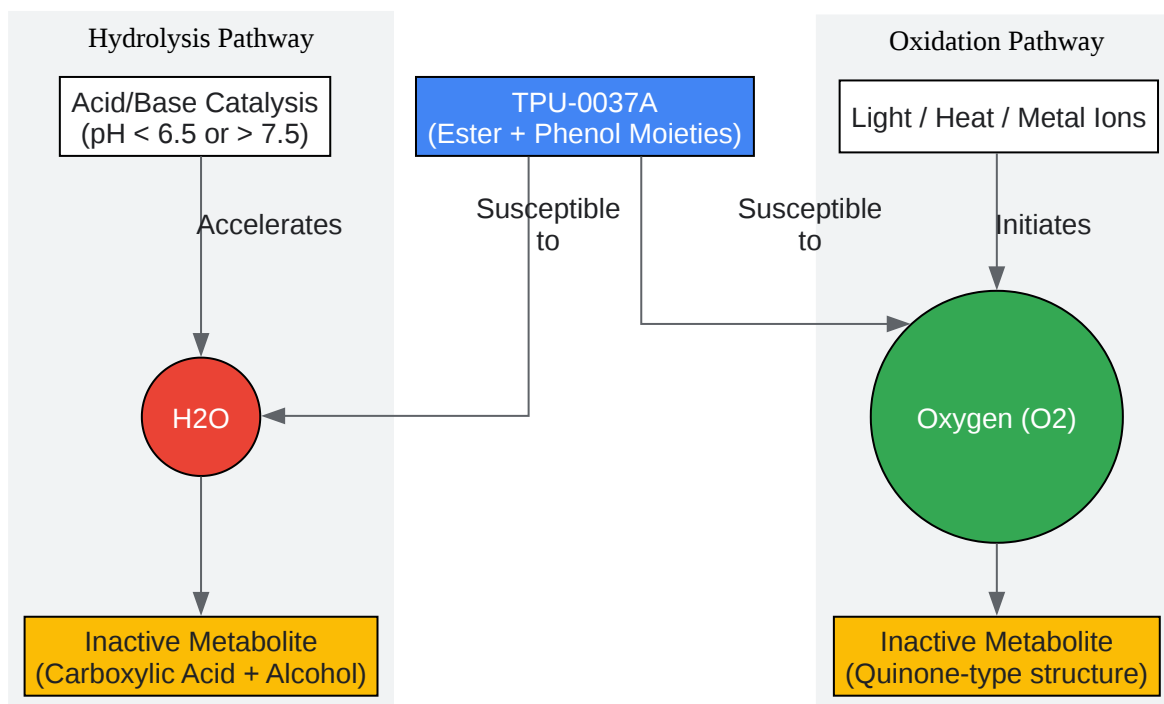 Hydrolysis Pathway
Acid/Base Catalysis
(pH < 6.5 or > 7.5)
TPU-0037A
(Ester + Phenol Moieties)
Oxidation Pathway
Light / Heat / Metal Ions
Accelerates
Susceptible
to
Susceptible
to
Initiates
H2O
Oxygen (O2)
Inactive Metabolite
(Carboxylic Acid + Alcohol)
Inactive Metabolite
(Quinone-type structure)